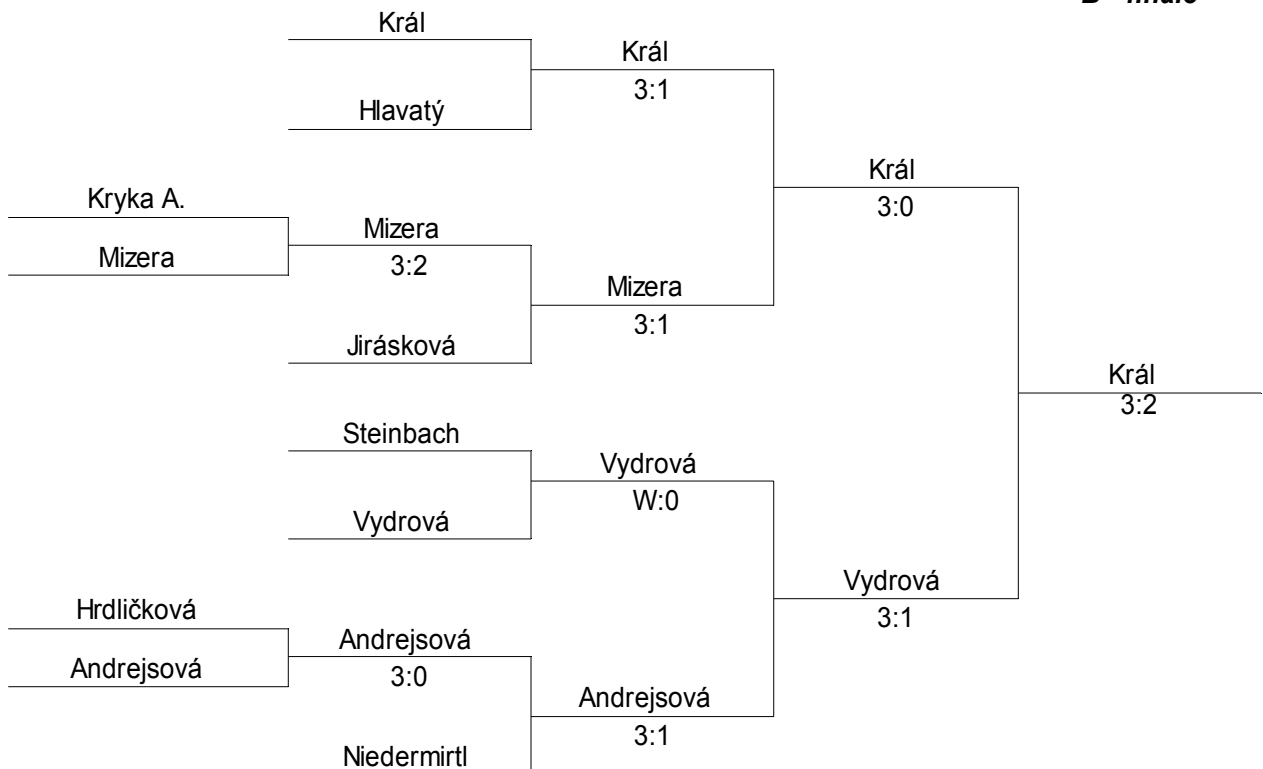 Král
Král
3:1
Hlavatý
Král
3:0
Kryka A.
Mizera
Mizera
3:2
Mizera
3:1
Jirásková
Král
3:2
Steinbach
Vydrová
W:0
Vydrová
Vydrová
3:1
Hrdličková
Andrejsová
Andrejsová
3:0
Andrejsová
3:1
Niedermirtl